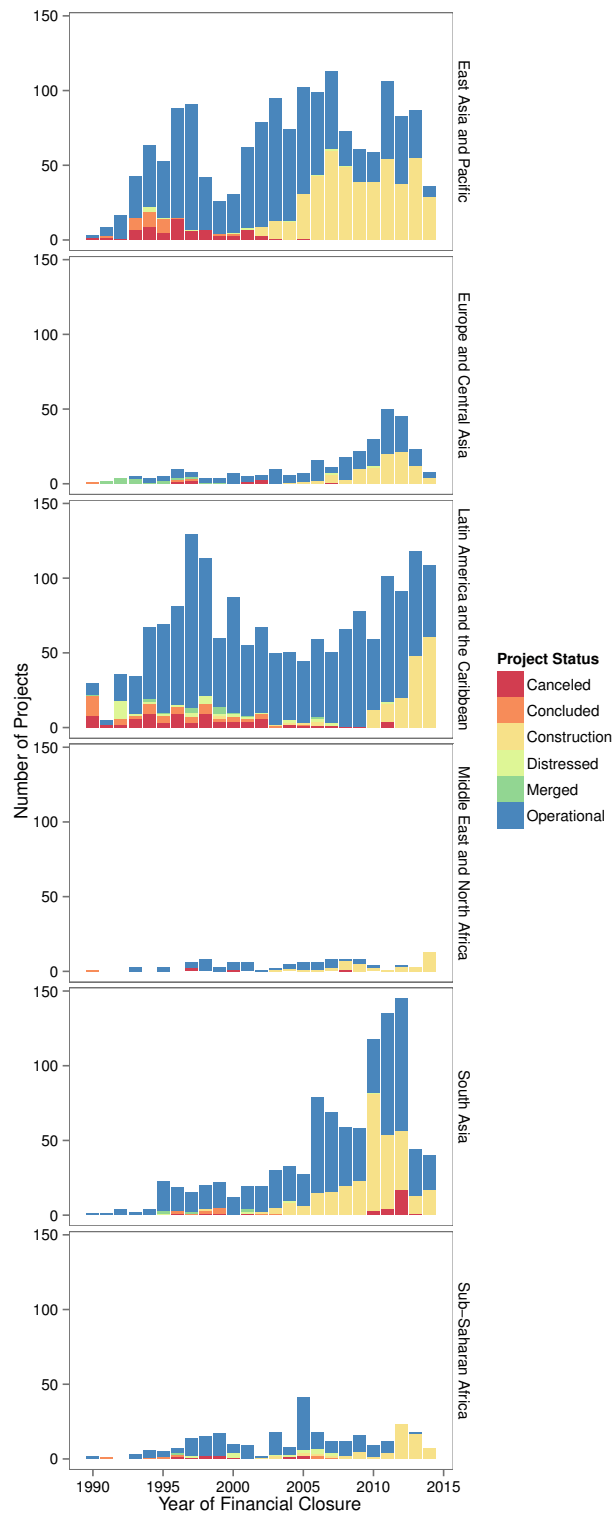 150
100
50
0
East Asia and Pacific
150
100
50
0
Europe and Central Asia
150
100
50
0
Latin America and the Caribbean
150
100
50
0
Middle East and North Africa
150
100
50
0
South Asia
150
100
50
0
Sub−Saharan Africa
1990 1995 2000 2005 2010 2015
Year of Financial Closure
Number of Projects
Project Status
Canceled
Concluded
Construction
Distressed
Merged
Operational